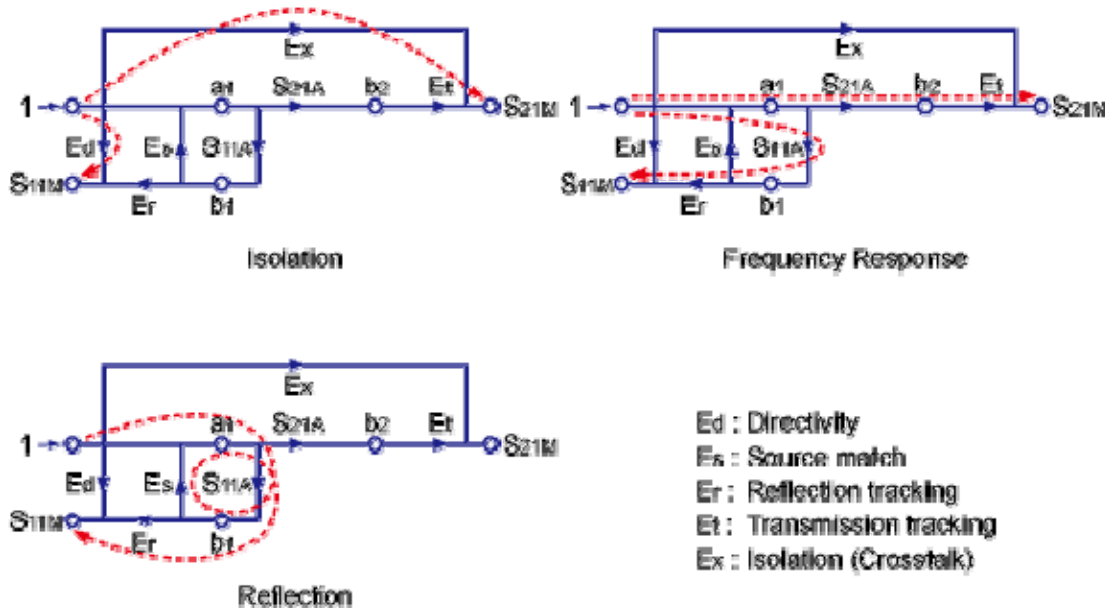 Ex
a1 S21A b2 Et
1 S21M
Ed Es S11A
S11M
Er b1
Isolation
Ex
a1 S21A b2 Et
1 S21M
Ed Es S11A
S11M
Er b1
Frequency Response
Ex
a1 S21A b2 Et
1 S21M
Ed Es S11A
S11M
Er b1
Reflection
Ed : Directivity
Es : Source match
Er : Reflection tracking
Et : Transmission tracking
Ex : Isolation (Crosstalk)